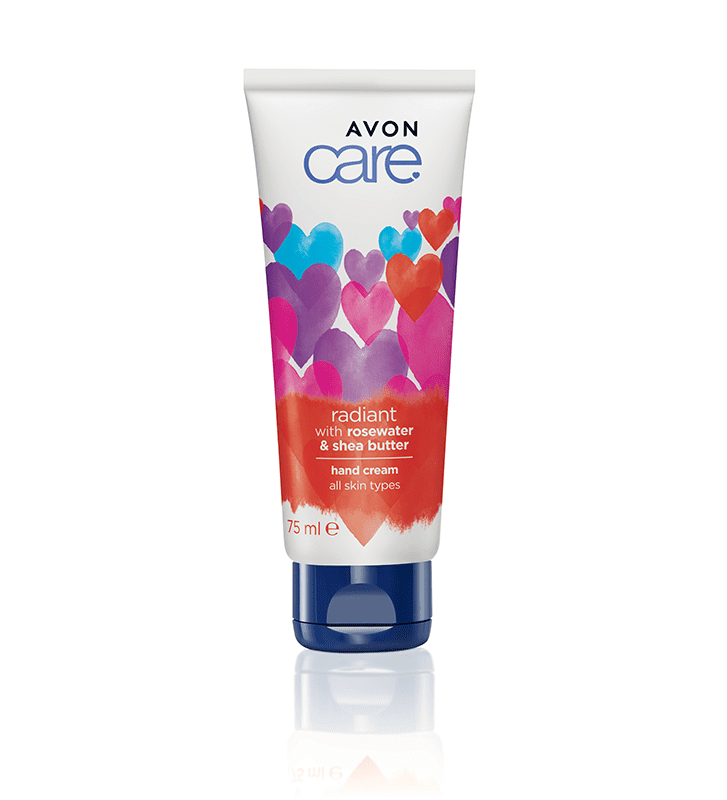 AVON
care
radiant
with rosewater
& shea butter
hand cream
all skin types
75 ml ℮